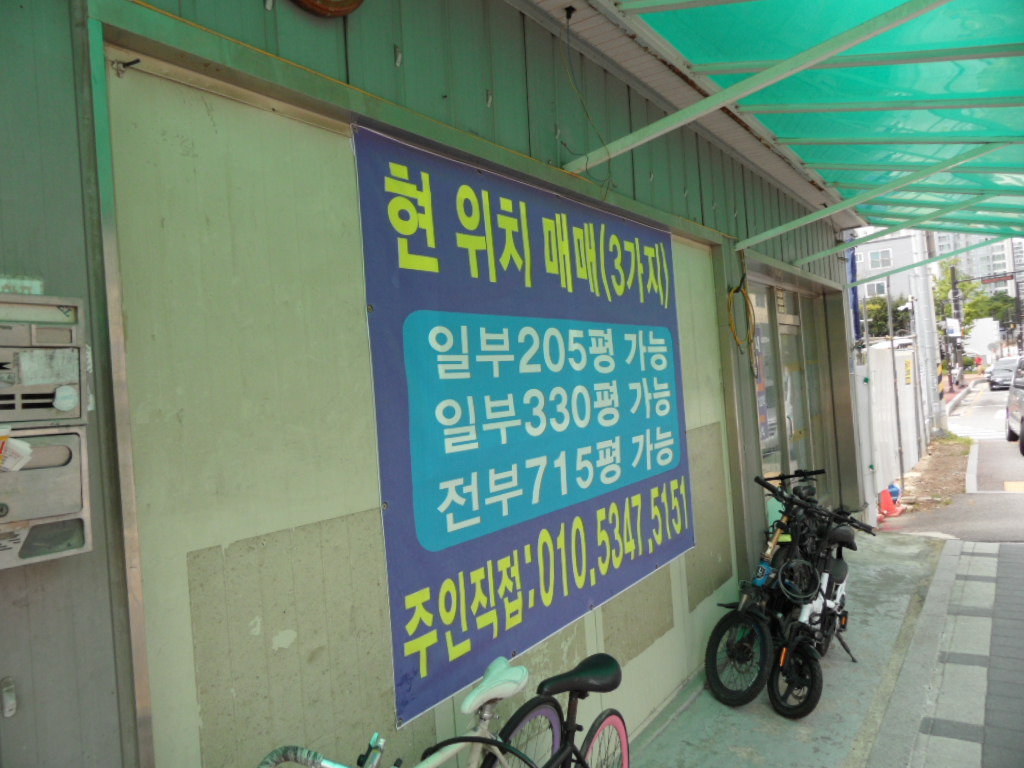 현 위치 매매(3가지)
일부205평 가능
일부330평 가능
전부715평 가능
주인직접:010.5347.5151